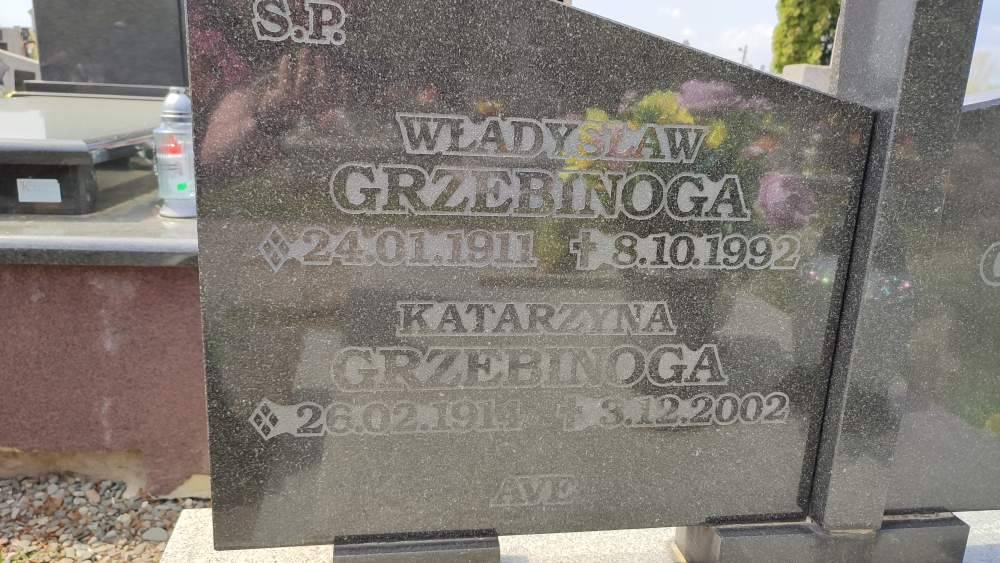 S.P.
WŁADYSŁAW
GRZEBINOGA
24.01.1911 ✝ 8.10.1992
KATARZYNA
GRZEBINOGA
26.02.1914 ✝ 3.12.2002
AVE